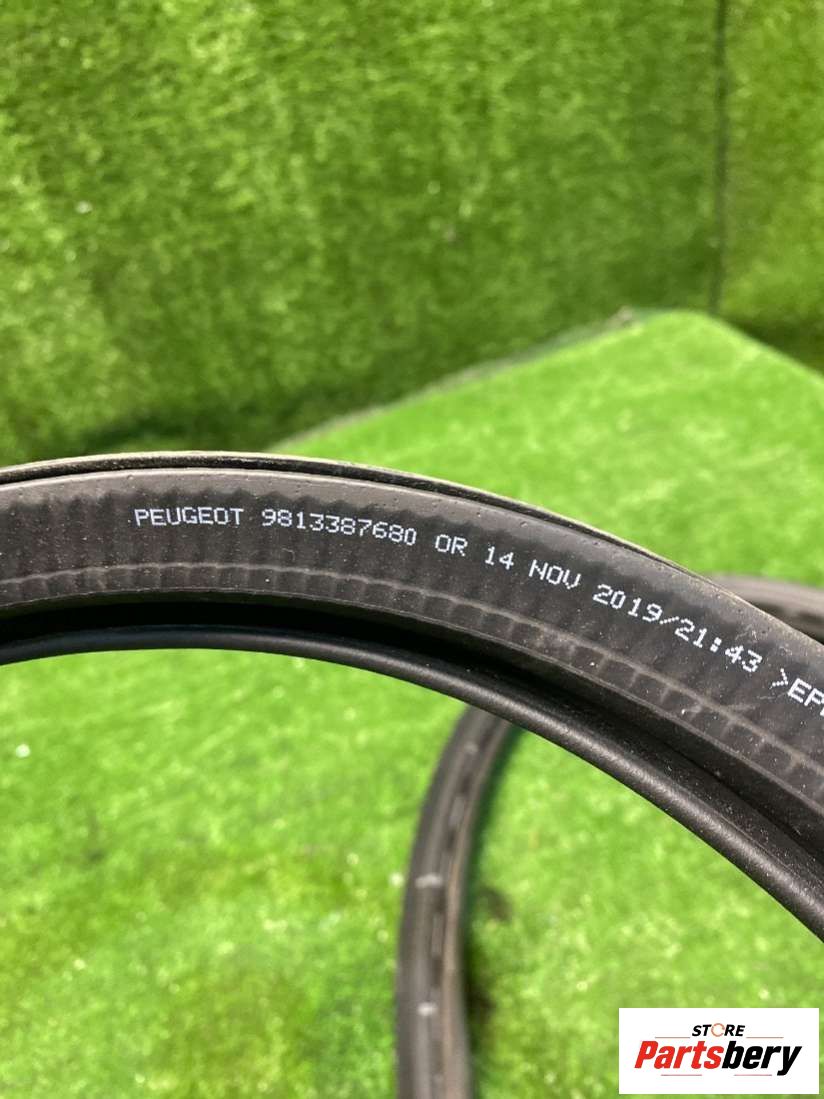 PEUGEOT 9813387680 OR 14 NOV 2019/21:43
STORE
Partsbery